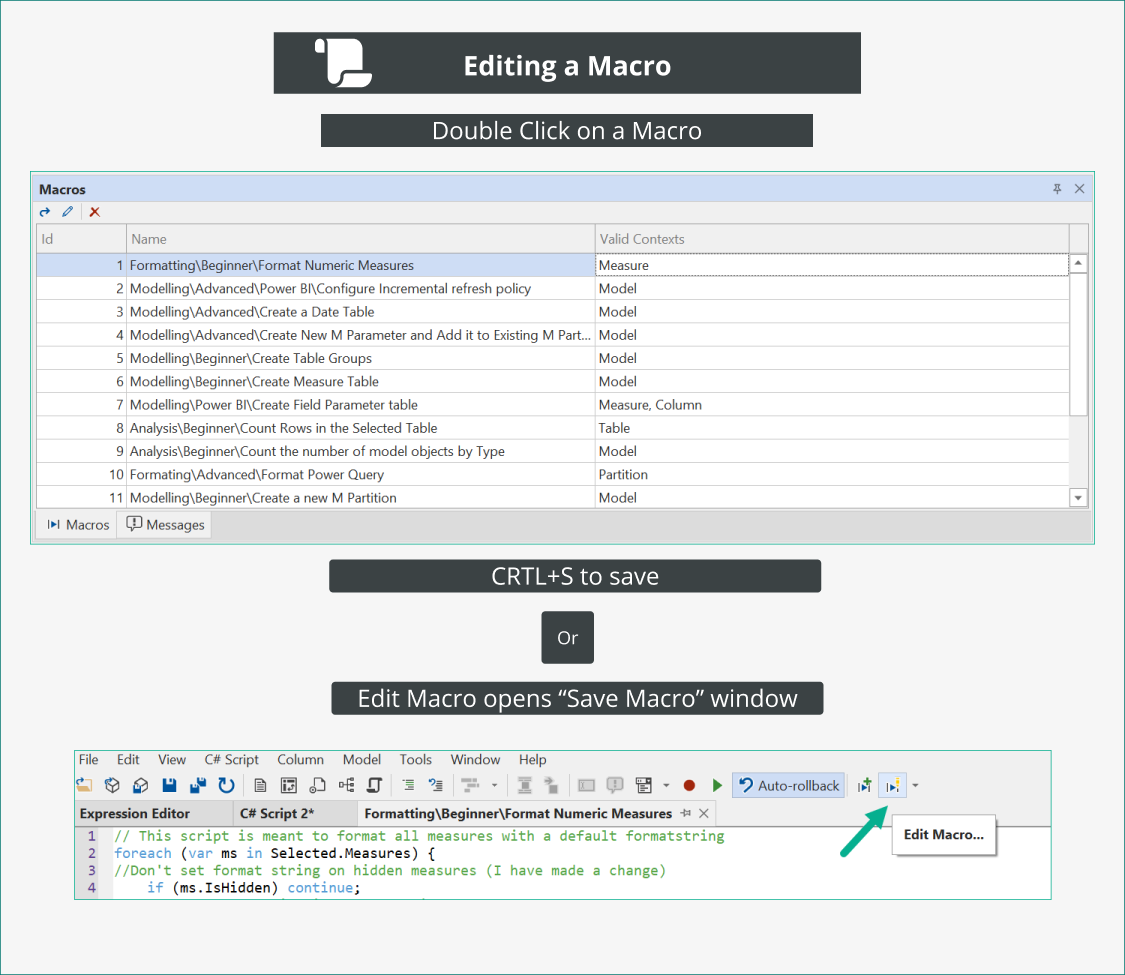 Editing a Macro
Double Click on a Macro
Macros
Id Name Valid Contexts
1 Formatting\Beginner\Format Numeric Measures Measure
2 Modelling\Advanced\Power BI\Configure Incremental refresh policy Model
3 Modelling\Advanced\Create a Date Table Model
4 Modelling\Advanced\Create New M Parameter and Add it to Existing M Part... Model
5 Modelling\Beginner\Create Table Groups Model
6 Modelling\Beginner\Create Measure Table Model
7 Modelling\Power BI\Create Field Parameter table Measure, Column
8 Analysis\Beginner\Count Rows in the Selected Table Table
9 Analysis\Beginner\Count the number of model objects by Type Model
10 Formating\Advanced\Format Power Query Partition
11 Modelling\Beginner\Create a new M Partition Model
Macros Messages
CRTL+S to save
Or
Edit Macro opens “Save Macro” window
File Edit View C# Script Column Model Tools Window Help
Auto-rollback
Expression Editor C# Script 2* Formatting\Beginner\Format Numeric Measures
Edit Macro...
1 // This script is meant to format all measures with a default formatstring
2 foreach (var ms in Selected.Measures) {
3 //Don't set format string on hidden measures (I have made a change)
4 if (ms.IsHidden) continue;